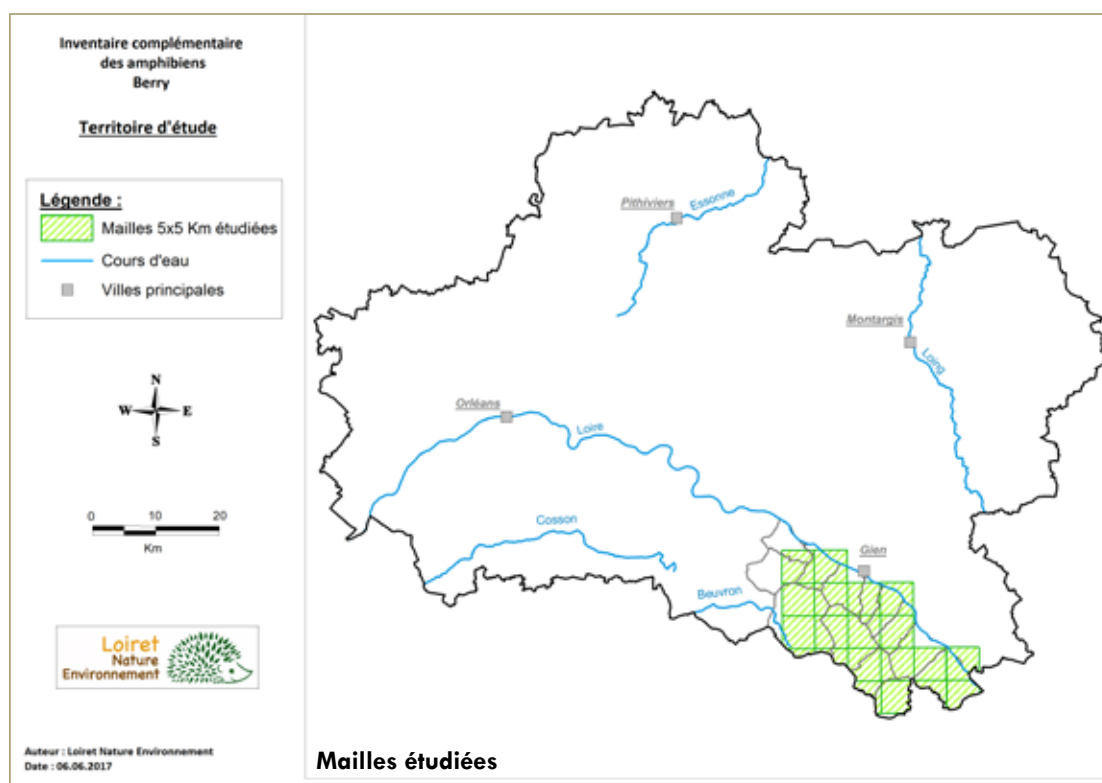 Inventaire complémentaire
des amphibiens
Berry
Territoire d'étude
Légende :
Mailles 5x5 Km étudiées
Cours d'eau
Villes principales
N
W
E
S
0 10 20
Km
Loiret
Nature
Environnement
Auteur : Loiret Nature Environnement
Date : 06.06.2017
Pithiviers
Essonne
Montargis
Loing
Orléans
Loire
Cosson
Gien
Beuvron
Mailles étudiées